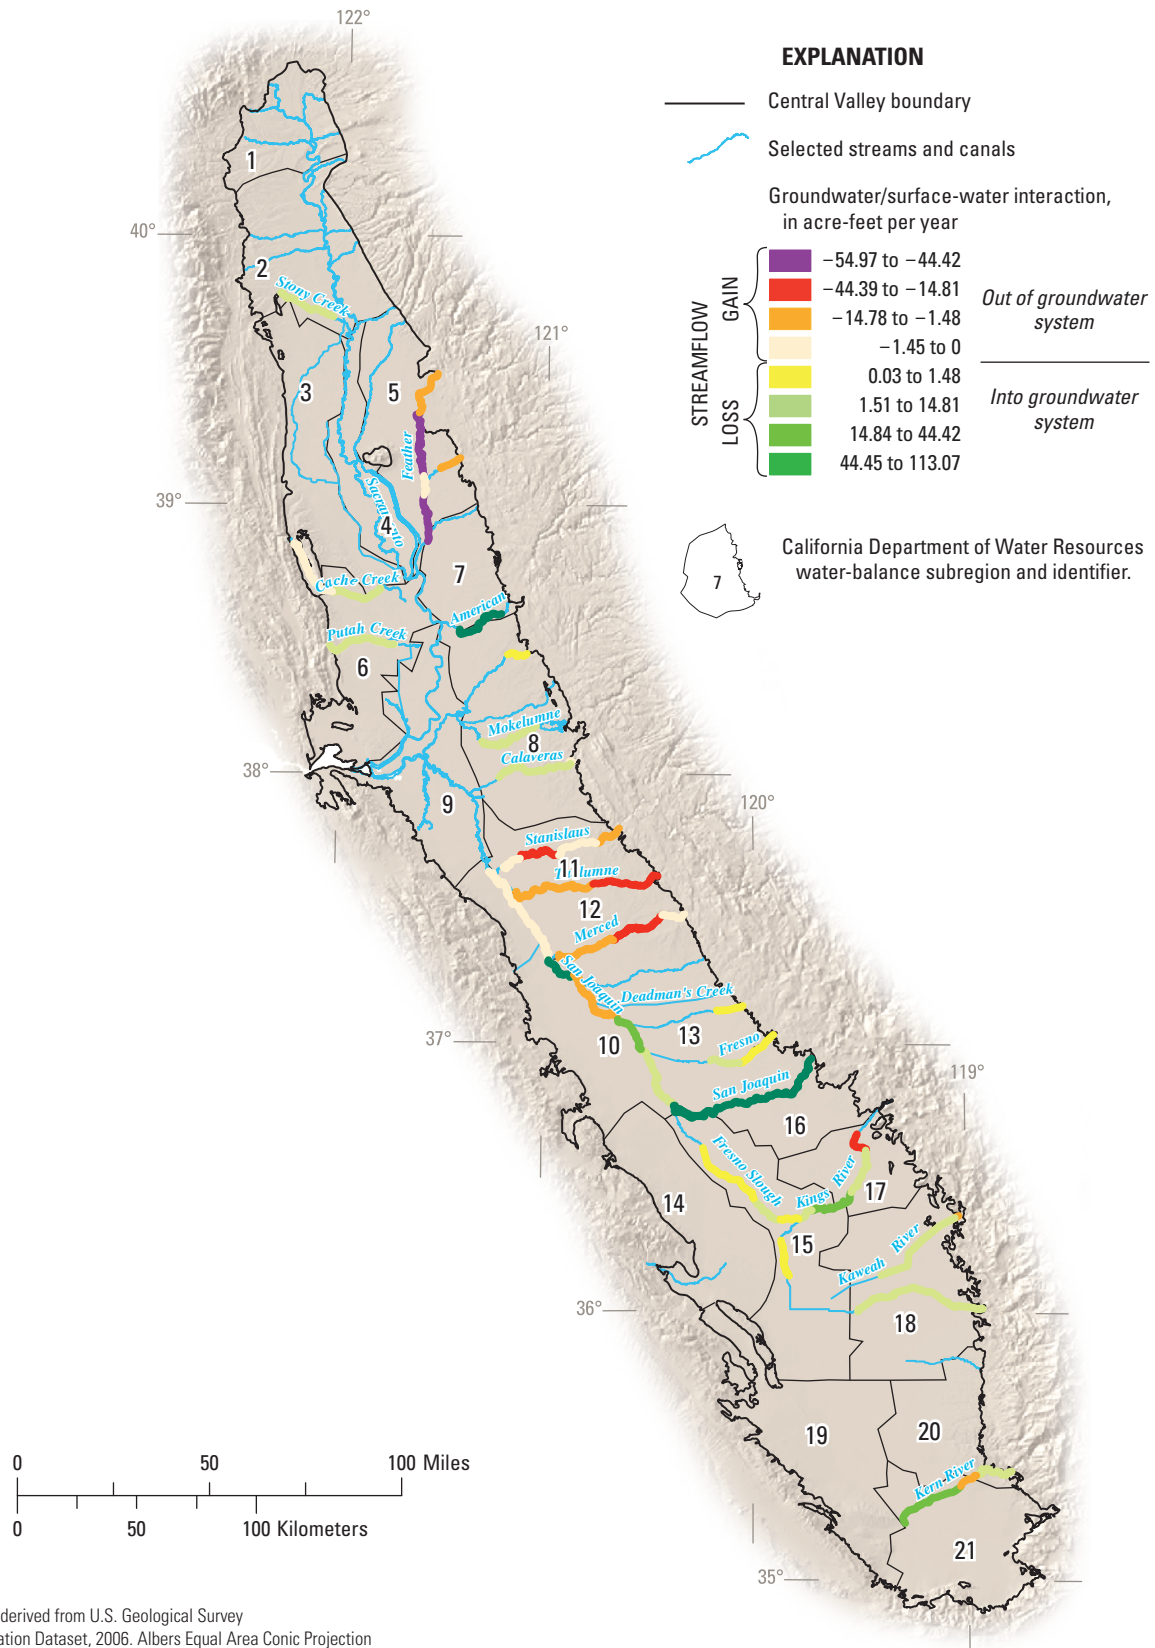 122°
EXPLANATION
Central Valley boundary
Selected streams and canals
Groundwater/surface-water interaction,
in acre-feet per year
STREAMFLOW
GAIN
LOSS
−54.97 to −44.42
−44.39 to −14.81
−14.78 to −1.48
−1.45 to 0
0.03 to 1.48
1.51 to 14.81
14.84 to 44.42
44.45 to 113.07
Out of groundwater
system
Into groundwater
system
7
California Department of Water Resources
water-balance subregion and identifier.
1
40°
2
Stony Creek
121°
3
5
Feather
39°
Sacramento
4
Cache Creek
7
American
Putah Creek
6
Mokelumne
8
Calaveras
38°
9
120°
Stanislaus
11
Tuolumne
12
Merced
San Joaquin
Deadman's Creek
13
Fresno
10
37°
119°
San Joaquin
16
Fresno Slough
Kings River
17
14
15
Kaweah River
36°
18
19
20
Kern River
21
35°
0 50 100 Miles
0 50 100 Kilometers
derived from U.S. Geological Survey
ation Dataset, 2006. Albers Equal Area Conic Projection